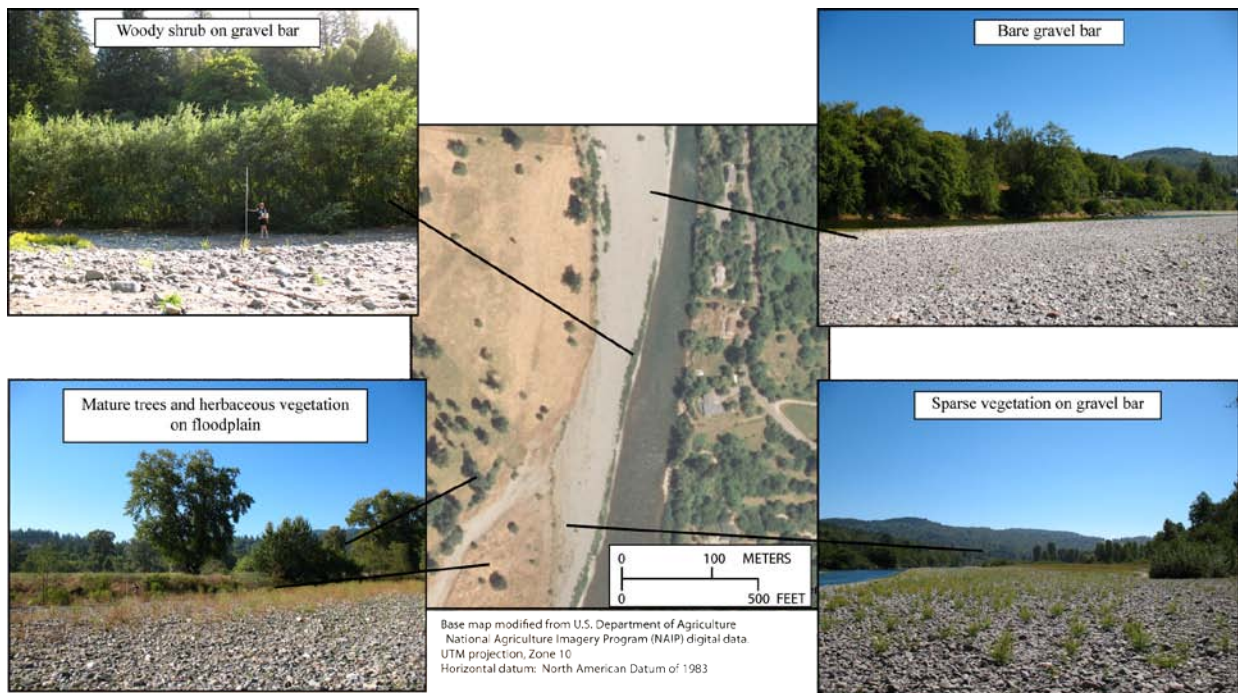 Woody shrub on gravel bar
Bare gravel bar
Mature trees and herbaceous vegetation
on floodplain
Sparse vegetation on gravel bar
0 100 METERS
0 500 FEET
Base map modified from U.S. Department of Agriculture
National Agriculture Imagery Program (NAIP) digital data.
UTM projection, Zone 10
Horizontal datum: North American Datum of 1983